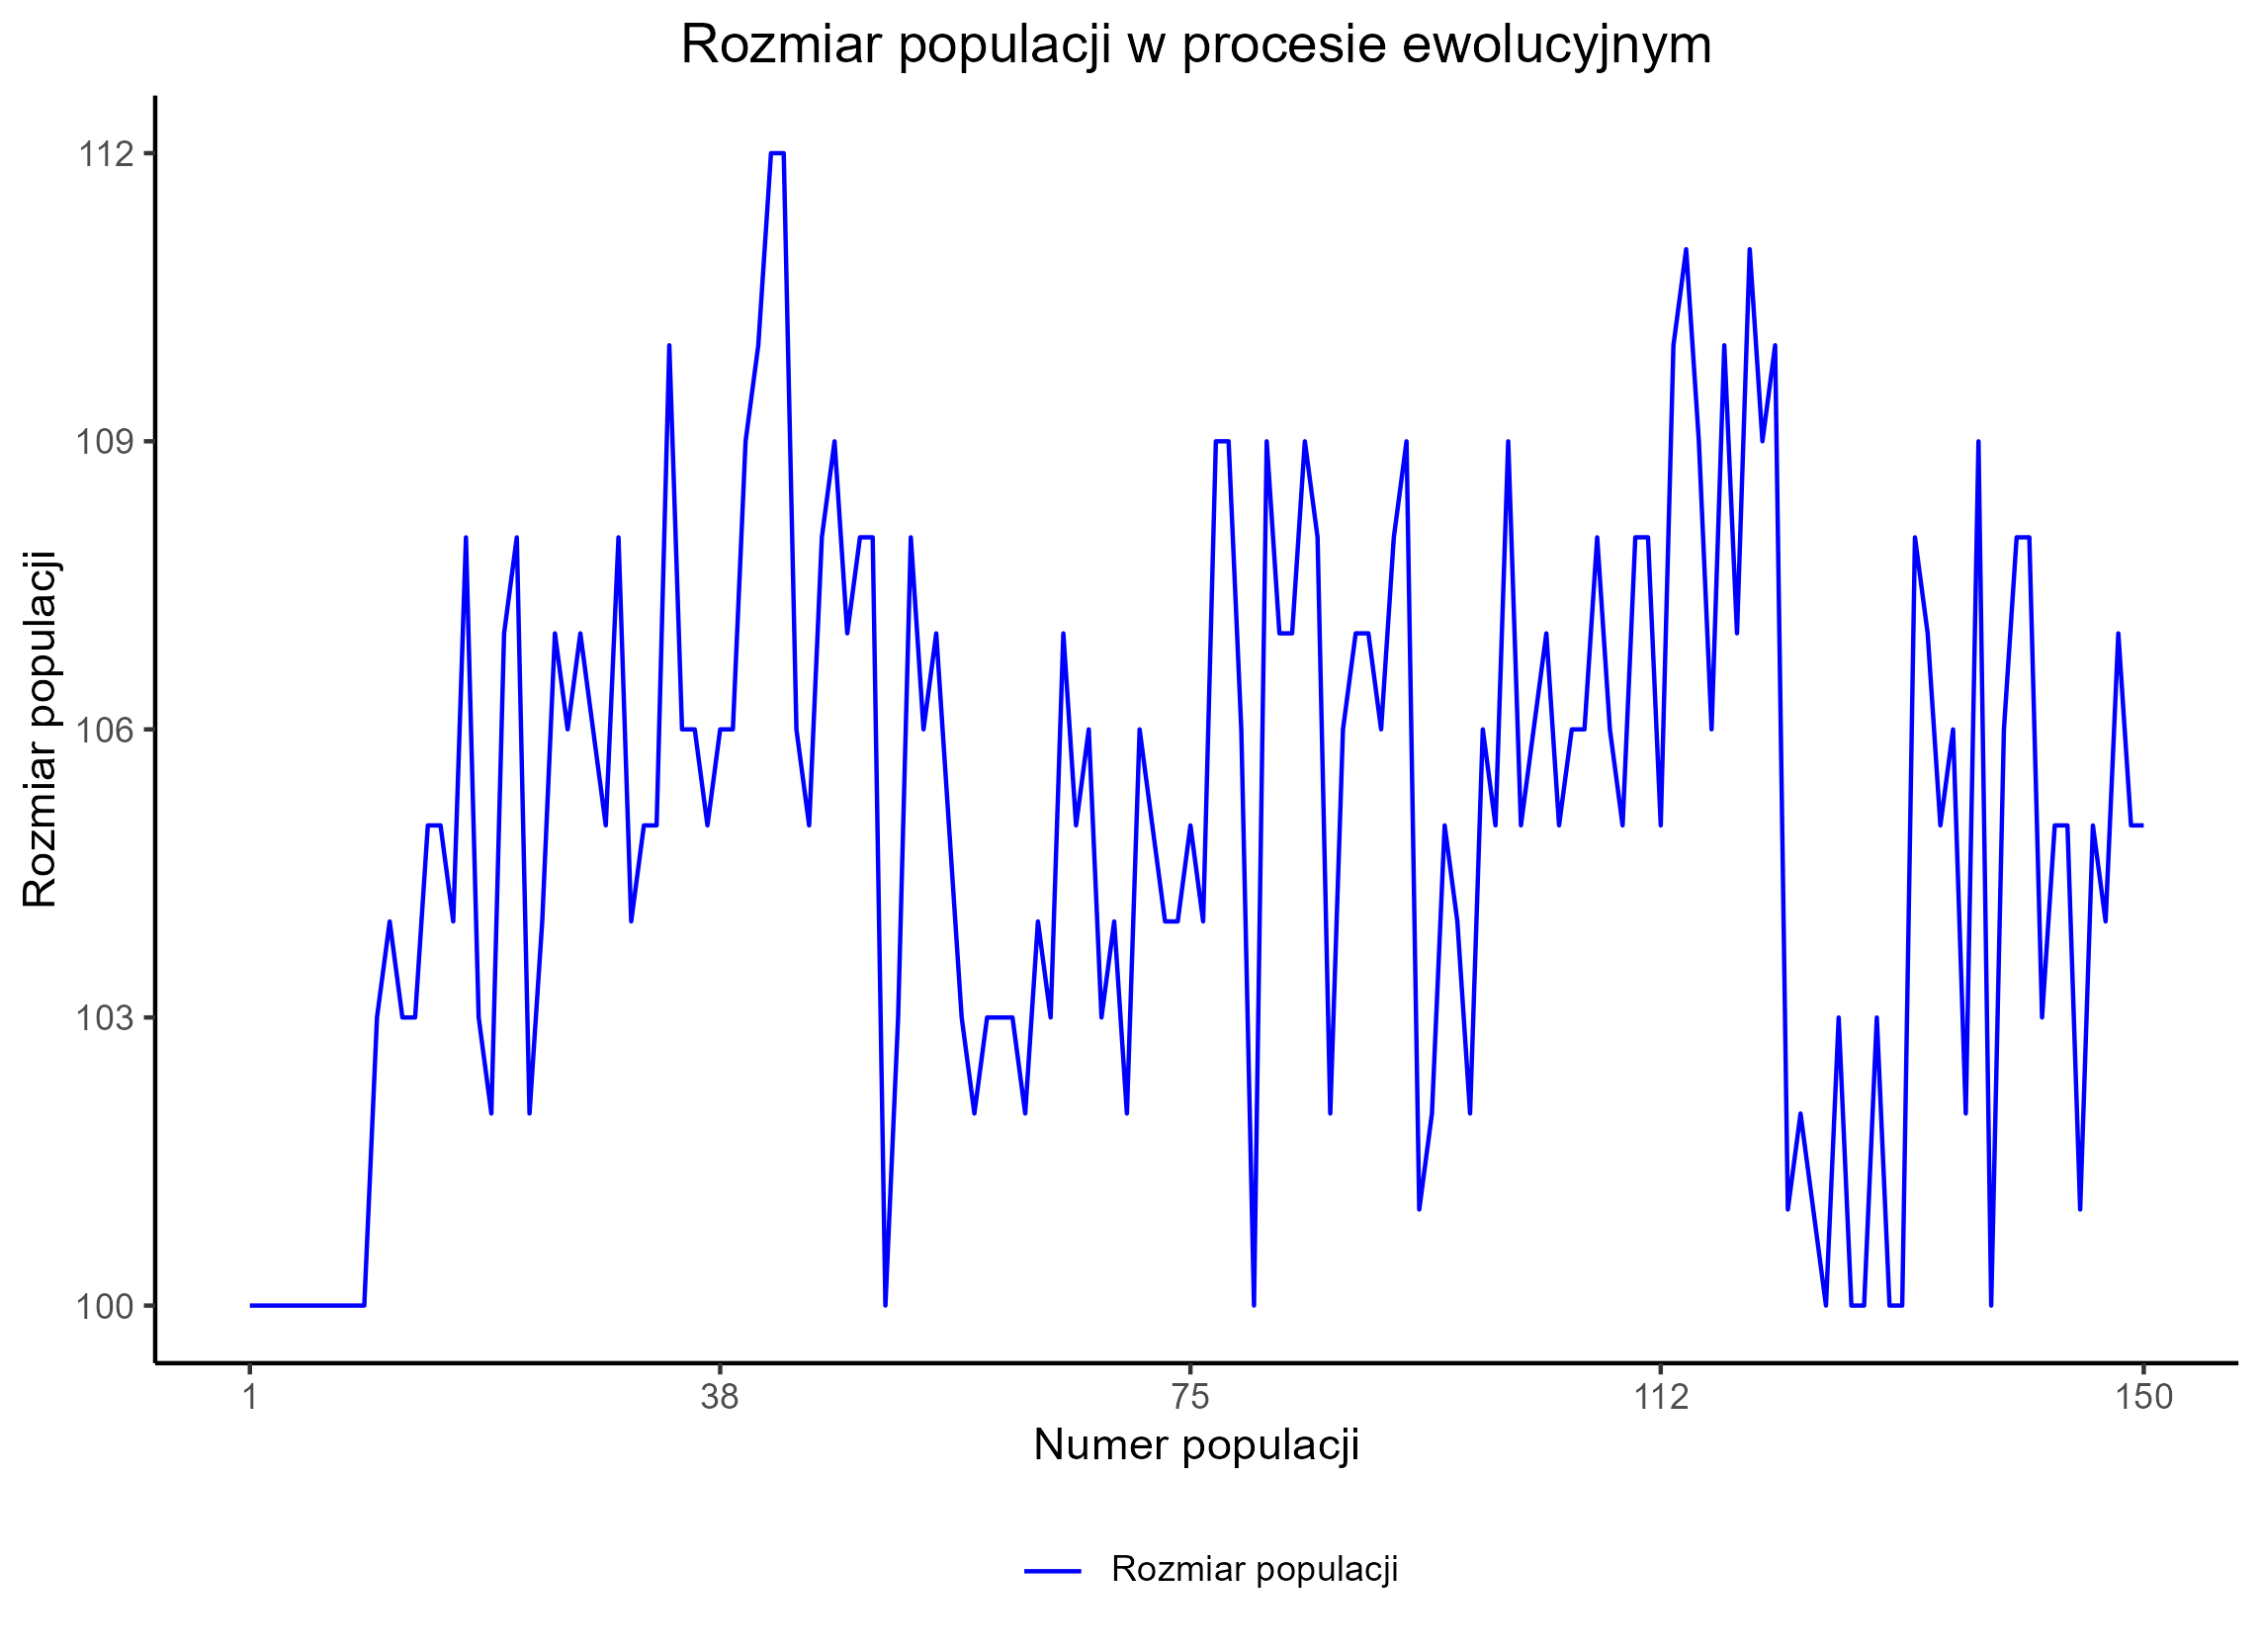 Rozmiar populacji w procesie ewolucyjnym
112
109
106
103
100
Rozmiar populacji
1 38 75 112 150
Numer populacji
Rozmiar populacji